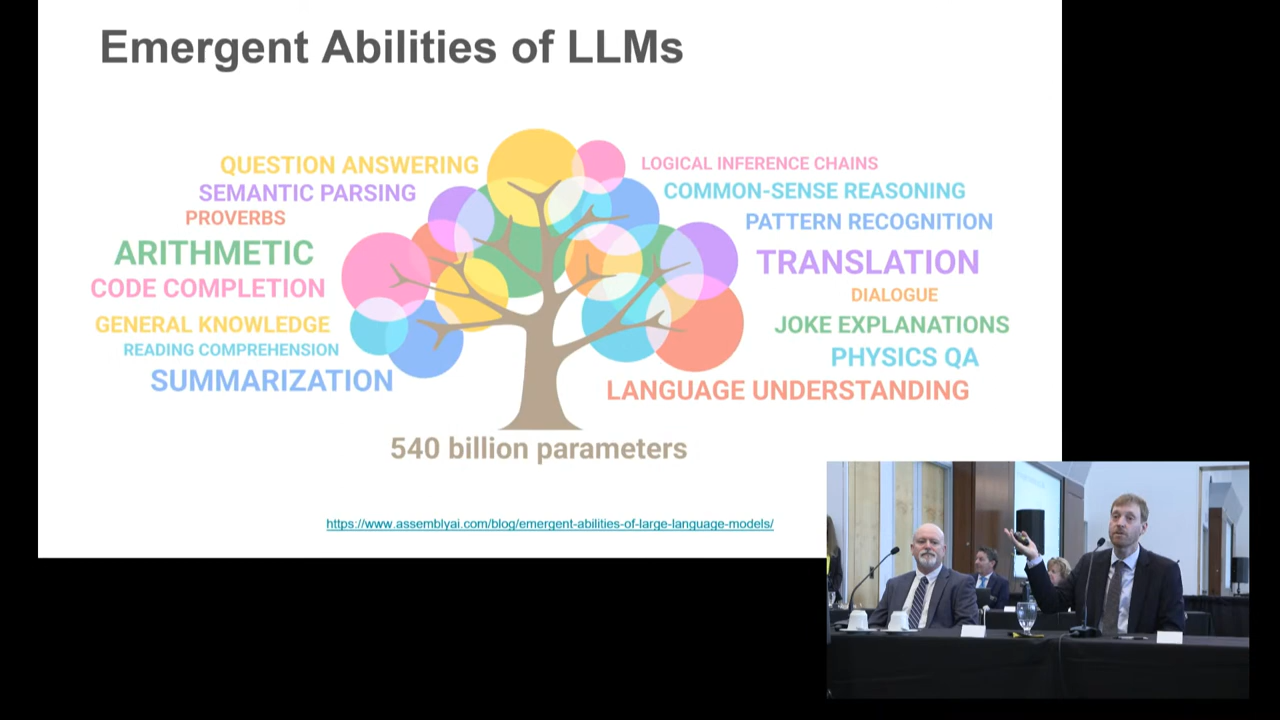 Emergent Abilities of LLMs
QUESTION ANSWERING
SEMANTIC PARSING
PROVERBS
ARITHMETIC
CODE COMPLETION
GENERAL KNOWLEDGE
READING COMPREHENSION
SUMMARIZATION
LOGICAL INFERENCE CHAINS
COMMON-SENSE REASONING
PATTERN RECOGNITION
TRANSLATION
DIALOGUE
JOKE EXPLANATIONS
PHYSICS QA
LANGUAGE UNDERSTANDING
540 billion parameters
https://www.assemblyai.com/blog/emergent-abilities-of-large-language-models/